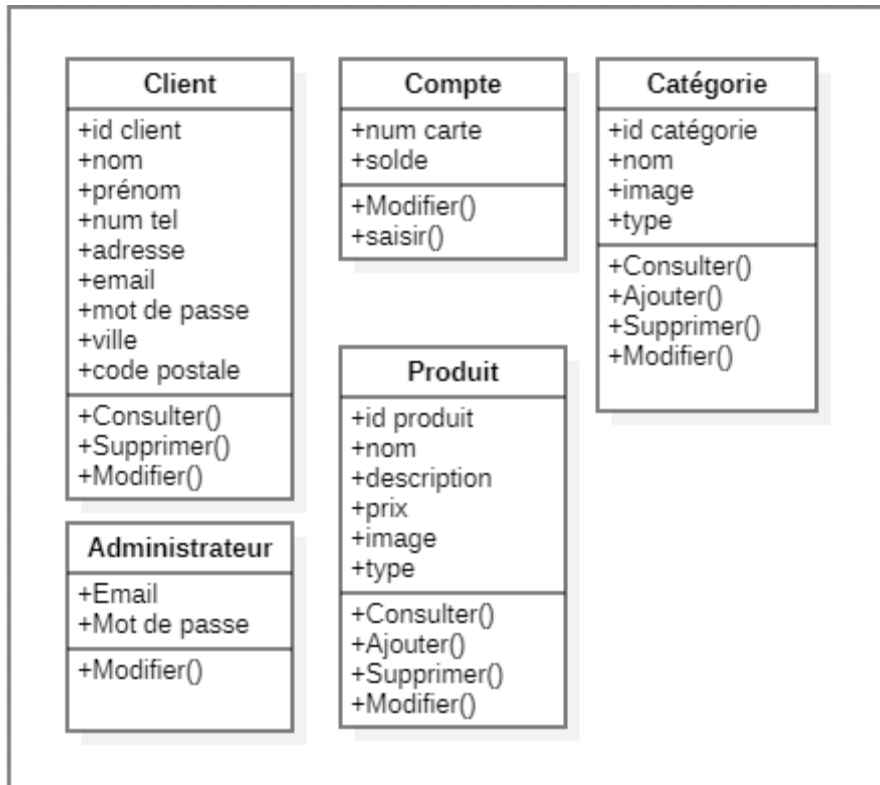 Client
+id client
+nom
+prénom
+num tel
+adresse
+email
+mot de passe
+ville
+code postale
+Consulter()
+Supprimer()
+Modifier()
Compte
+num carte
+solde
+Modifier()
+saisir()
Catégorie
+id catégorie
+nom
+image
+type
+Consulter()
+Ajouter()
+Supprimer()
+Modifier()
Administrateur
+Email
+Mot de passe
+Modifier()
Produit
+id produit
+nom
+description
+prix
+image
+type
+Consulter()
+Ajouter()
+Supprimer()
+Modifier()